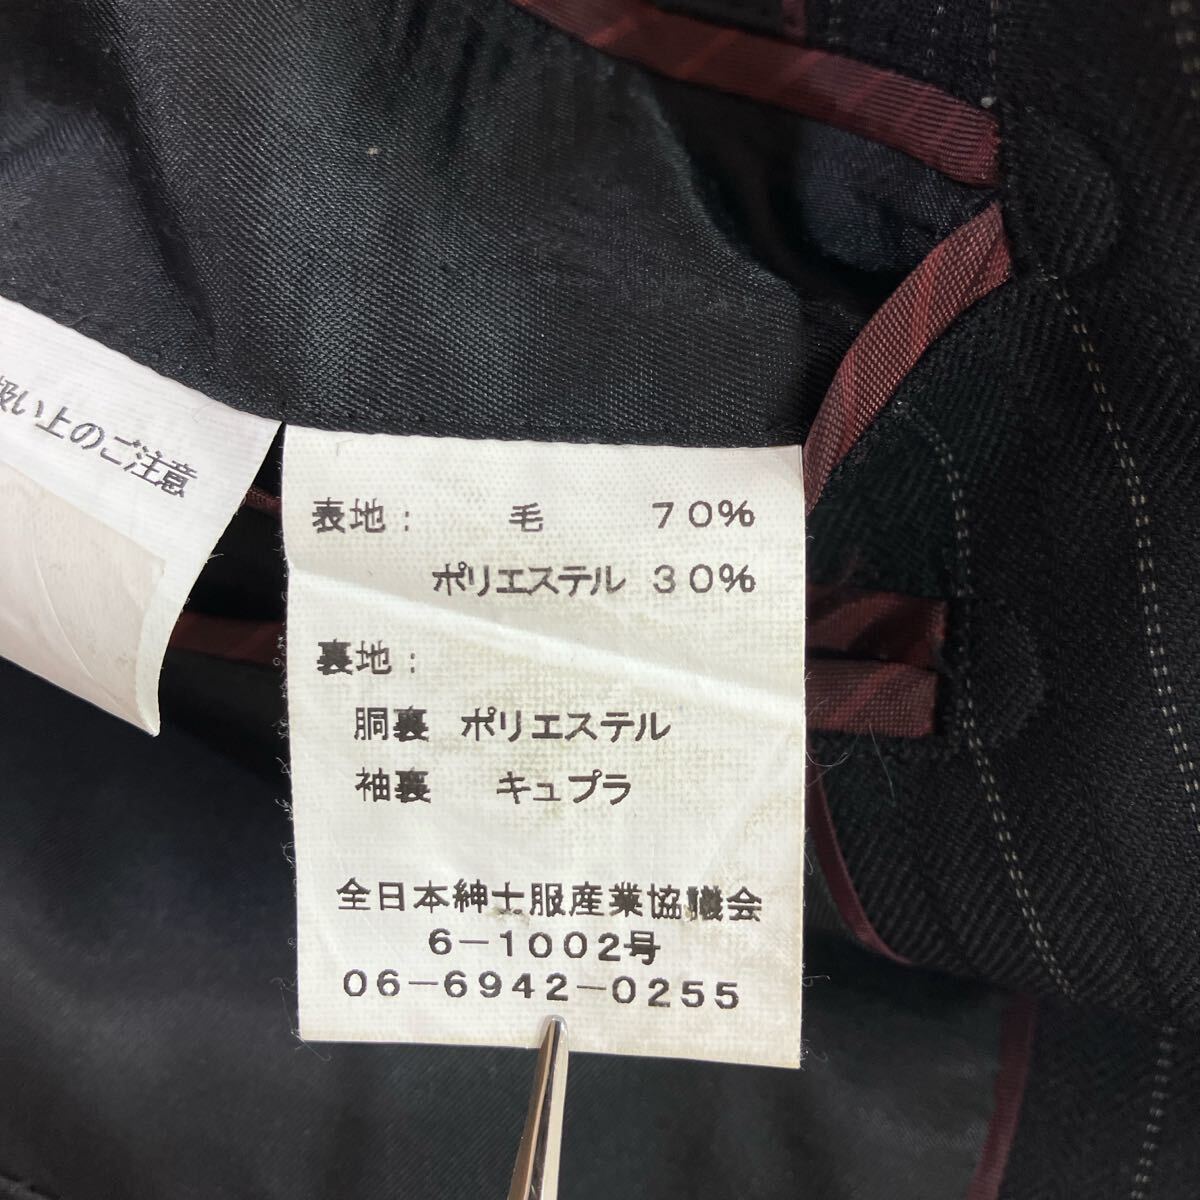 扱い上のご注意
表地： 毛 70%
ポリエステル 30%
裏地：
胴裏 ポリエステル
袖裏 キュプラ
全日本紳士服産業協議会
6-1002号
06-6942-0255